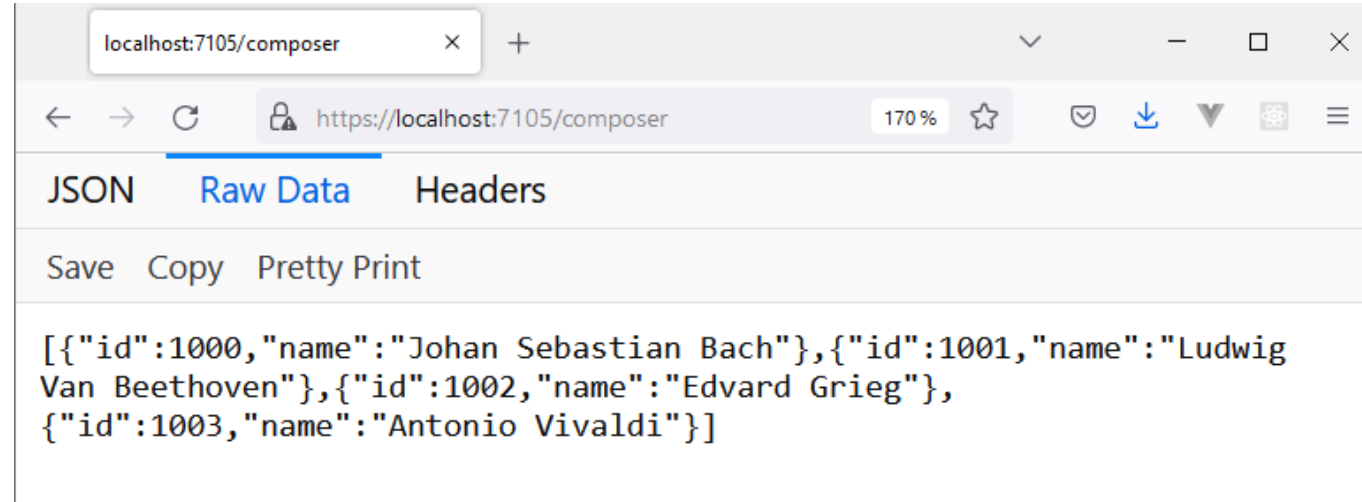 localhost:7105/composer
https://localhost:7105/composer 170%
JSON Raw Data Headers
Save Copy Pretty Print
[{"id":1000,"name":"Johan Sebastian Bach"},{"id":1001,"name":"Ludwig
Van Beethoven"},{"id":1002,"name":"Edvard Grieg"},
{"id":1003,"name":"Antonio Vivaldi"}]